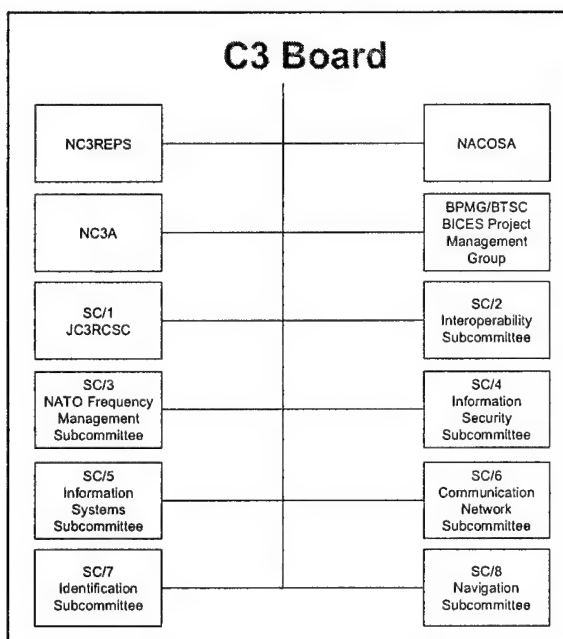 C3 Board
NC3REPS
NACOSA
NC3A
BPMG/BTSC
BICES Project
Management
Group
SC/1
JC3RCSC
SC/2
Interoperability
Subcommittee
SC/3
NATO Frequency
Management
Subcommittee
SC/4
Information
Security
Subcommittee
SC/5
Information
Systems
Subcommittee
SC/6
Communication
Network
Subcommittee
SC/7
Identification
Subcommittee
SC/8
Navigation
Subcommittee